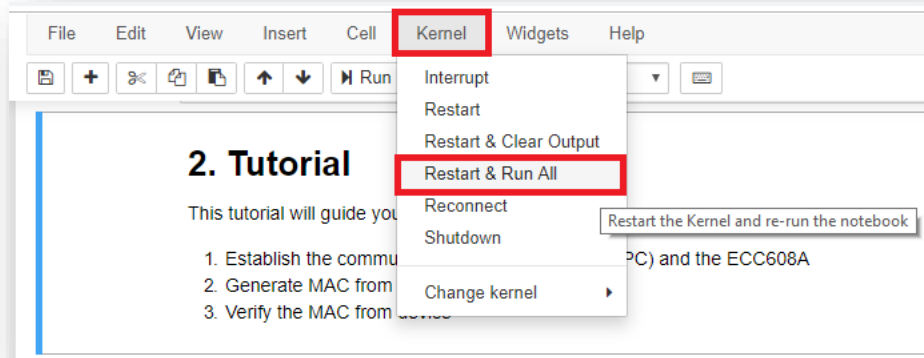 File Edit View Insert Cell Kernel Widgets Help
Run
Interrupt
Restart
Restart & Clear Output
Restart & Run All
Reconnect
Shutdown
Change kernel
Restart the Kernel and re-run the notebook
2. Tutorial
This tutorial will guide you
1. Establish the commu PC) and the ECC608A
2. Generate MAC from
3. Verify the MAC from device